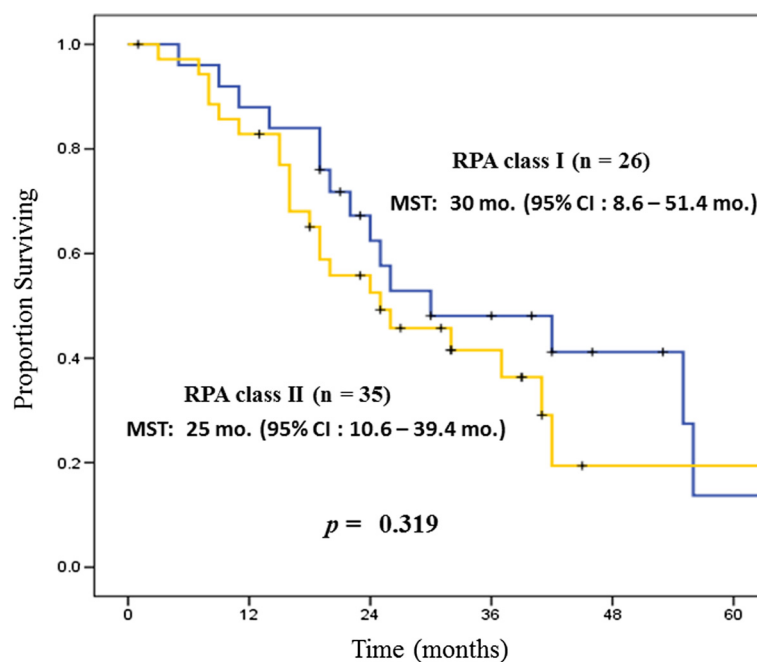 1.0
0.8
0.6
0.4
0.2
0.0
Proportion Surviving
RPA class I (n = 26)
MST: 30 mo. (95% CI : 8.6 – 51.4 mo.)
RPA class II (n = 35)
MST: 25 mo. (95% CI : 10.6 – 39.4 mo.)
p = 0.319
0 12 24 36 48 60
Time (months)